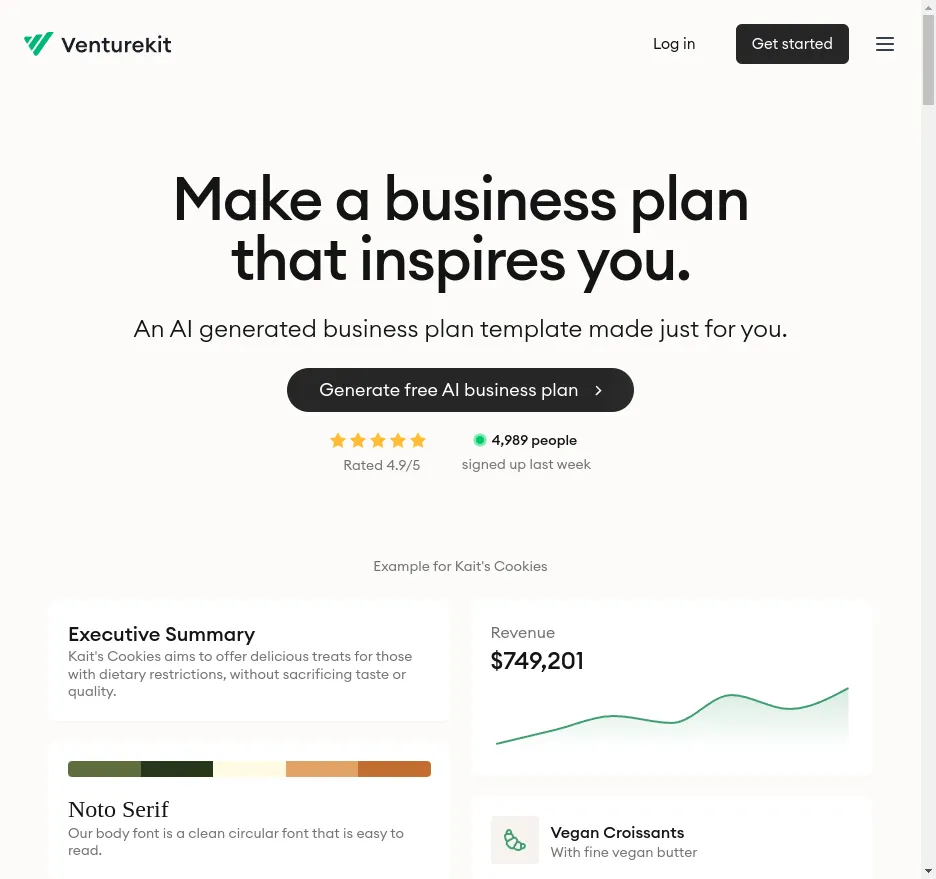 Venturekit
Log in
Get started
Make a business plan
that inspires you.
An AI generated business plan template made just for you.
Generate free AI business plan
Rated 4.9/5
4,989 people
signed up last week
Example for Kait's Cookies
Executive Summary
Kait's Cookies aims to offer delicious treats for those
with dietary restrictions, without sacrificing taste or
quality.
Revenue
$749,201
Noto Serif
Our body font is a clean circular font that is easy to
read.
Vegan Croissants
With fine vegan butter